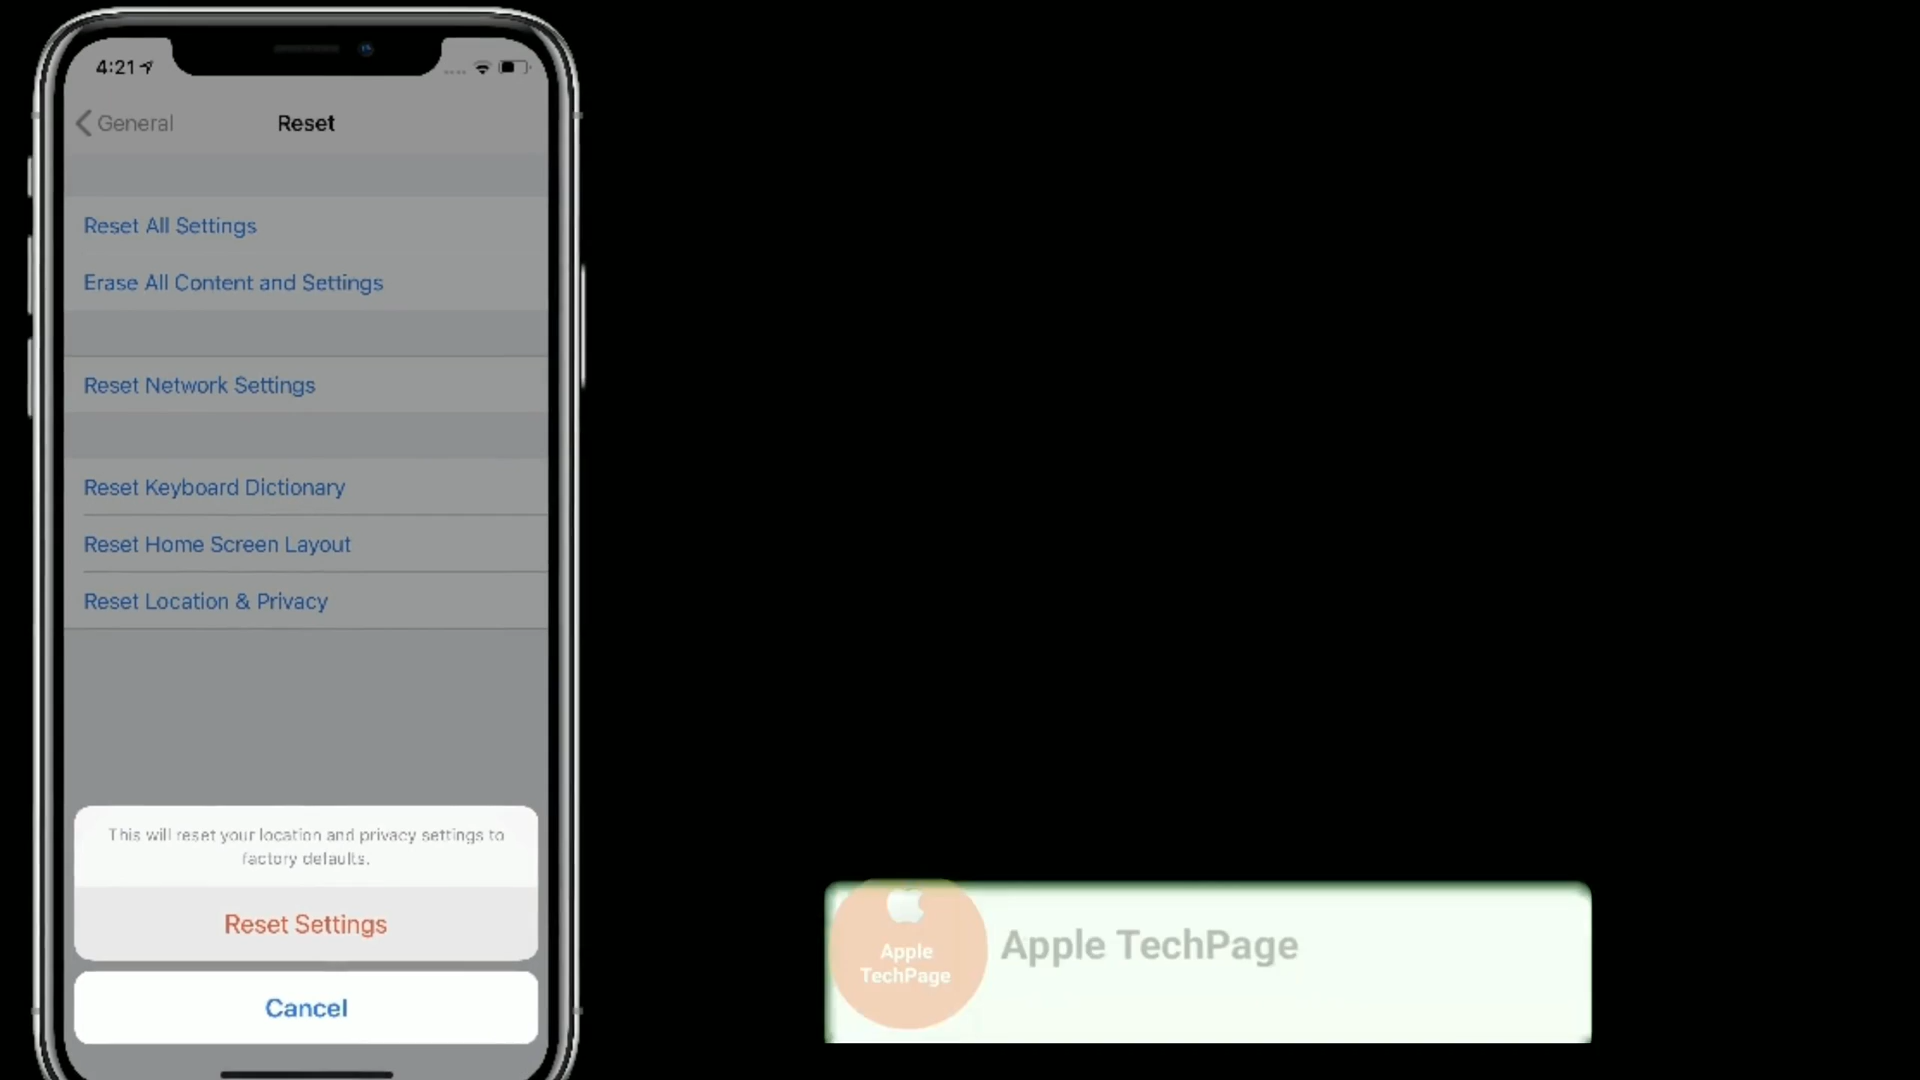 4:21
General
Reset
Reset All Settings
Erase All Content and Settings
Reset Network Settings
Reset Keyboard Dictionary
Reset Home Screen Layout
Reset Location & Privacy
This will reset your location and privacy settings to
factory defaults.
Reset Settings
Cancel
Apple
TechPage
Apple TechPage